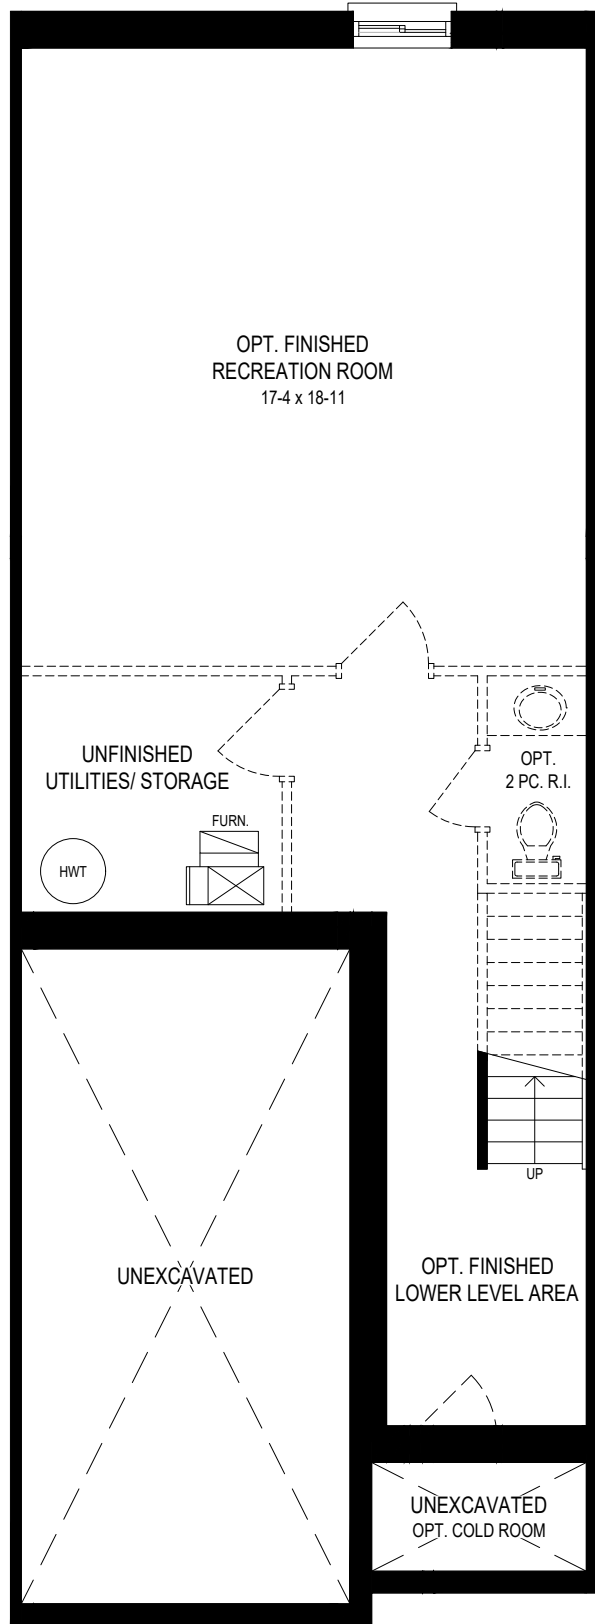 OPT. FINISHED
RECREATION ROOM
17-4 x 18-11
UNFINISHED
UTILITIES/ STORAGE
OPT.
2 PC. R.I.
FURN.
HWT
UP
UNEXCAVATED
OPT. FINISHED
LOWER LEVEL AREA
UNEXCAVATED
OPT. COLD ROOM